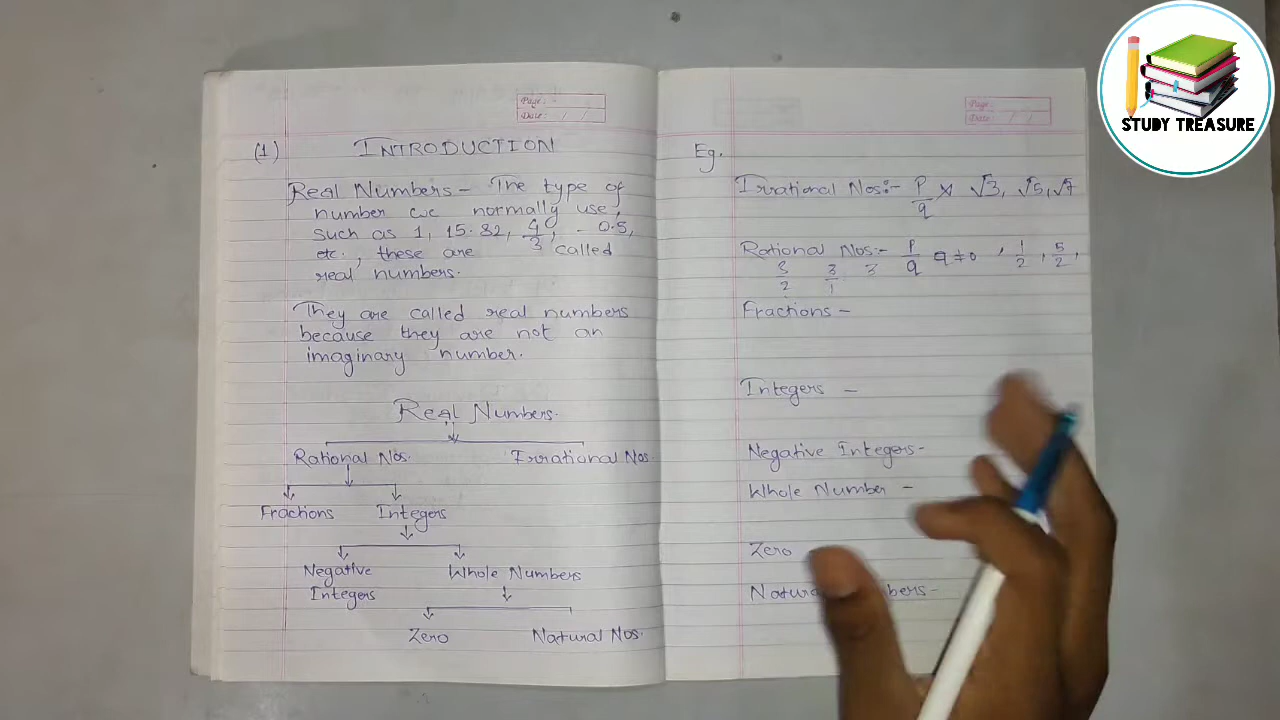 STUDY TREASURE
Page:
Date: / /
(1) INTRODUCTION
Real Numbers - The type of
number we normally use,
such as 1, 15.82, 4/3, -0.5,
etc., these are called
real numbers.
They are called real numbers
because they are not an
imaginary number.
Real Numbers.
Rational Nos. Irrational Nos.
Fractions Integers
Negative Integers Whole Numbers
Zero Natural Nos.
Page:
Date: / /
Eg.
Irrational Nos:- p/q × √3, √5, √7
Rational Nos:- p/q q≠0, 1/2, 5/2,
3/2 3/1 3
Fractions -
Integers -
Negative Integers-
Whole Number -
Zero